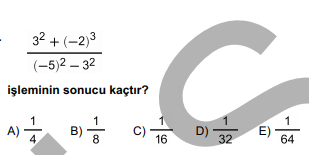 3² + (−2)³
(−5)² − 3²
işleminin sonucu kaçtır?
A) 1/4 B) 1/8 C) 1/16 D) 1/32 E) 1/64